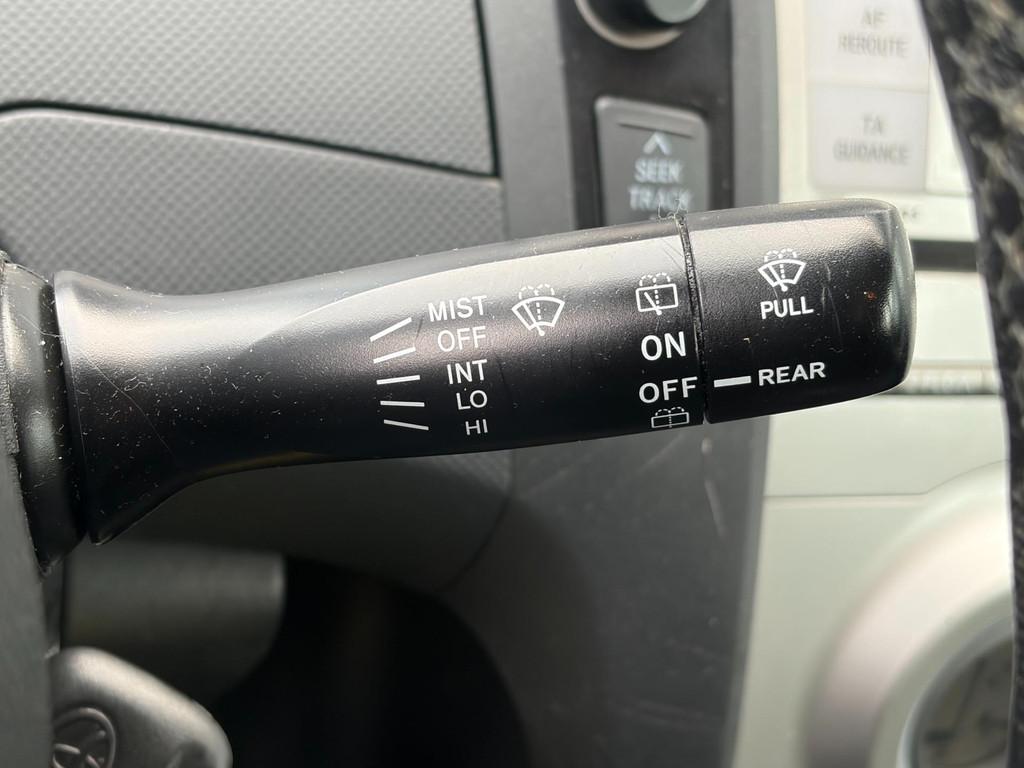 AF
REROUTE
TA
GUIDANCE
SEEK
TRACK
MIST
OFF
INT
LO
HI
ON
OFF
PULL
REAR